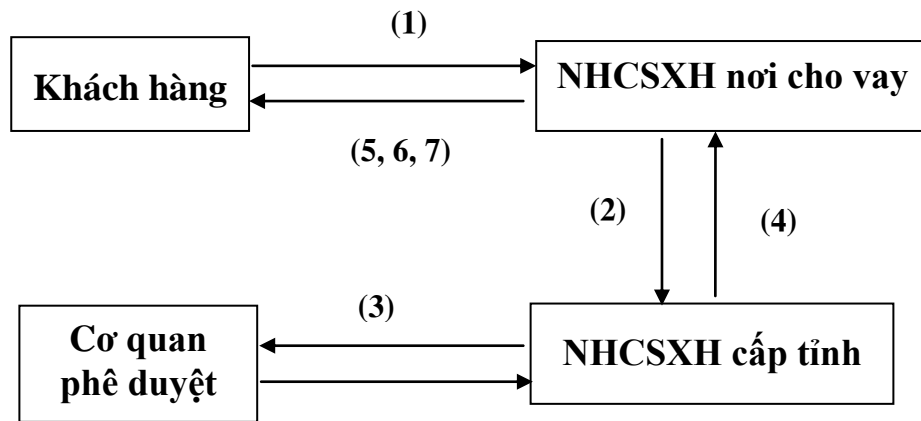 (1)
Khách hàng
NHCSXH nơi cho vay
(5, 6, 7)
(2)
(4)
(3)
Cơ quan
phê duyệt
NHCSXH cấp tỉnh